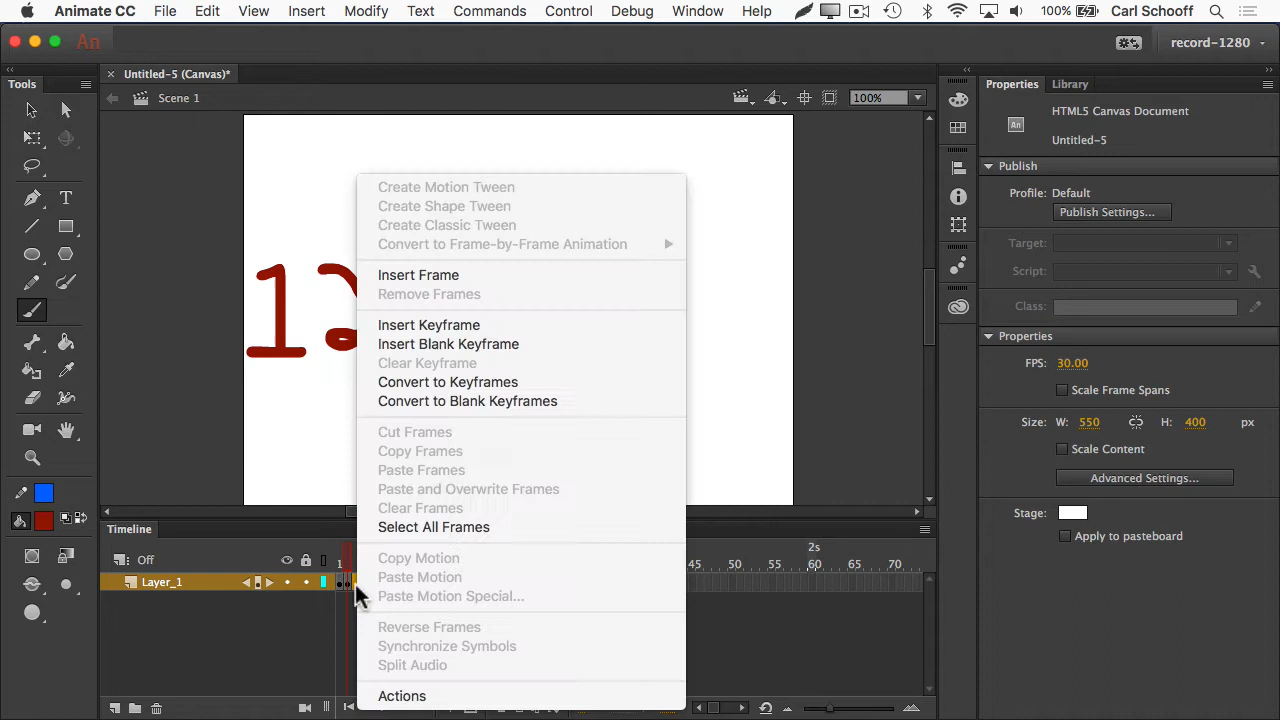 Animate CC File Edit View Insert Modify Text Commands Control Debug Window Help 100% Carl Schooff
An record-1280
Tools Untitled-5 (Canvas)* Properties Library
Scene 1 100%
HTML5 Canvas Document
An
Untitled-5
Publish
Profile: Default
Publish Settings...
Target:
Script:
Class:
Properties
FPS: 30.00
Scale Frame Spans
Size: W: 550 H: 400 px
Scale Content
Advanced Settings...
Stage:
Apply to pasteboard
12
Create Motion Tween
Create Shape Tween
Create Classic Tween
Convert to Frame-by-Frame Animation
Insert Frame
Remove Frames
Insert Keyframe
Insert Blank Keyframe
Clear Keyframe
Convert to Keyframes
Convert to Blank Keyframes
Cut Frames
Copy Frames
Paste Frames
Paste and Overwrite Frames
Clear Frames
Select All Frames
Copy Motion
Paste Motion
Paste Motion Special...
Reverse Frames
Synchronize Symbols
Split Audio
Actions
Timeline
2s
Off 1 45 50 55 60 65 70
Layer_1